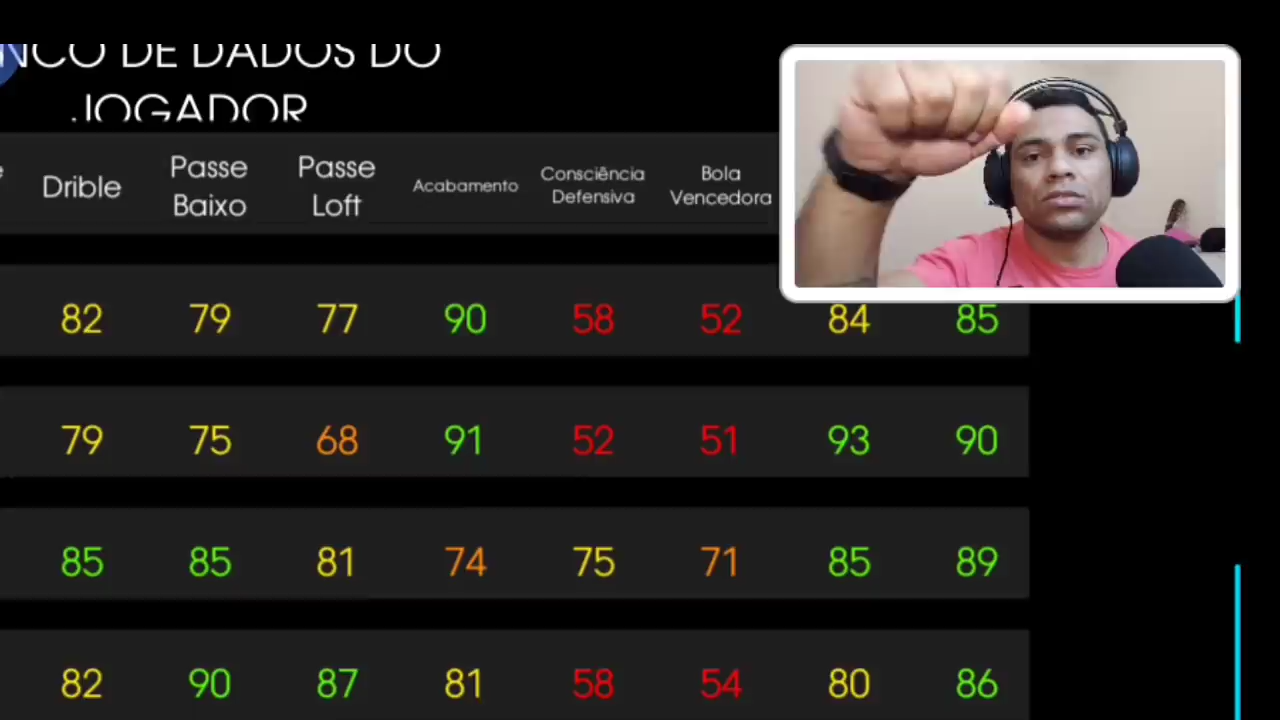 NCO DE DADOS DO
JOGADOR
Drible
Passe
Baixo
Passe
Loft
Acabamento
Consciência
Defensiva
Bola
Vencedora
82 79 77 90 58 52 84 85
79 75 68 91 52 51 93 90
85 85 81 74 75 71 85 89
82 90 87 81 58 54 80 86